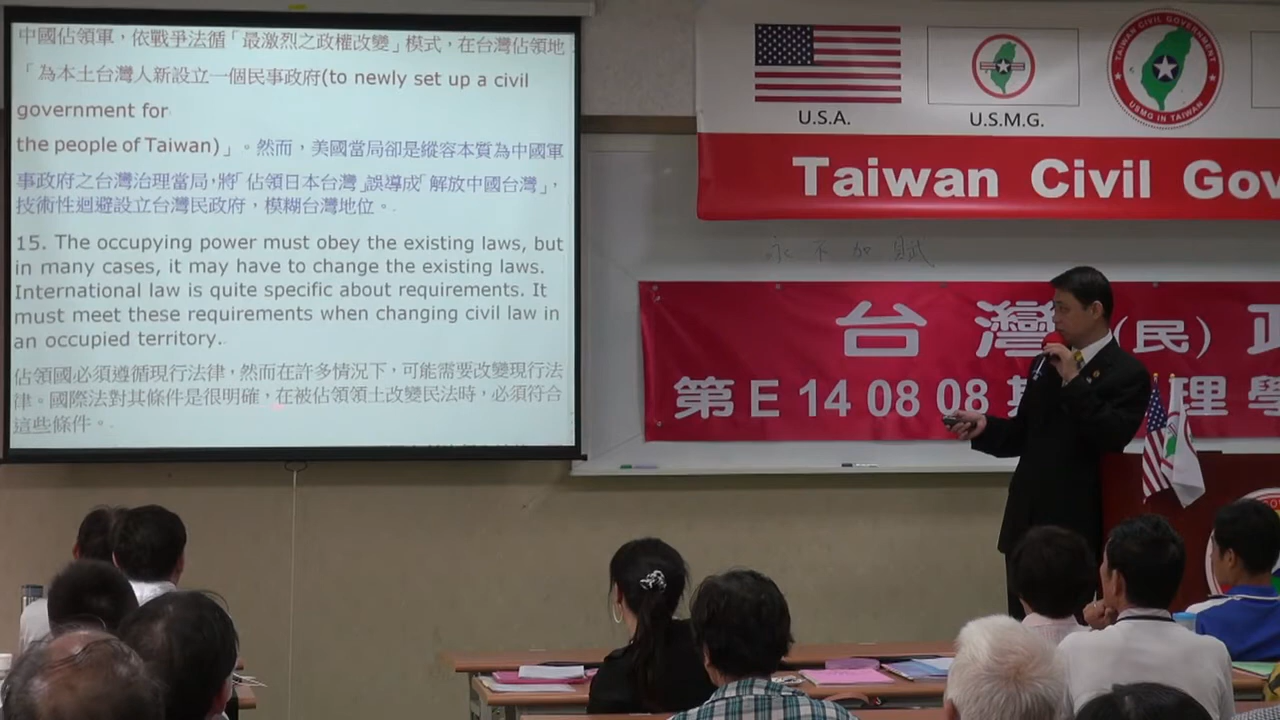 中國佔領軍，依戰爭法循「最激烈之政權改變」模式，在台灣佔領地
「為本土台灣人新設立一個民事政府(to newly set up a civil
government for
the people of Taiwan)」。然而，美國當局卻是縱容本質為中國軍
事政府之台灣治理當局，將「佔領日本台灣」誤導成「解放中國台灣」，
技術性迴避設立台灣民政府，模糊台灣地位。
15. The occupying power must obey the existing laws, but
in many cases, it may have to change the existing laws.
International law is quite specific about requirements. It
must meet these requirements when changing civil law in
an occupied territory.
佔領國必須遵循現行法律，然而在許多情況下，可能需要改變現行法
律。國際法對其條件是很明確，在被佔領領土改變民法時，必須符合
這些條件。
U.S.A.
U.S.M.G.
TAIWAN CIVIL GOVERNMENT
USMG IN TAIWAN
Taiwan Civil Gov
永不加賦
台灣(民)政
第E 14 08 08期 理學